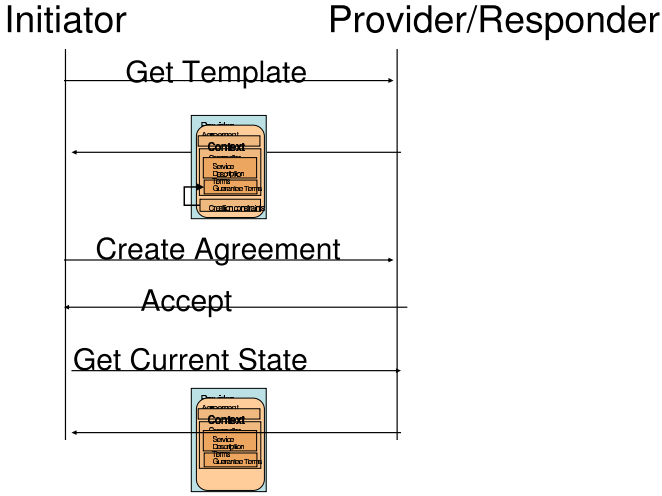 Initiator
Provider/Responder
Get Template
Context
Service
Description
Terms
Guarantee Terms
Creation constraints
Create Agreement
Accept
Get Current State
Context
Service
Description
Terms
Guarantee Terms